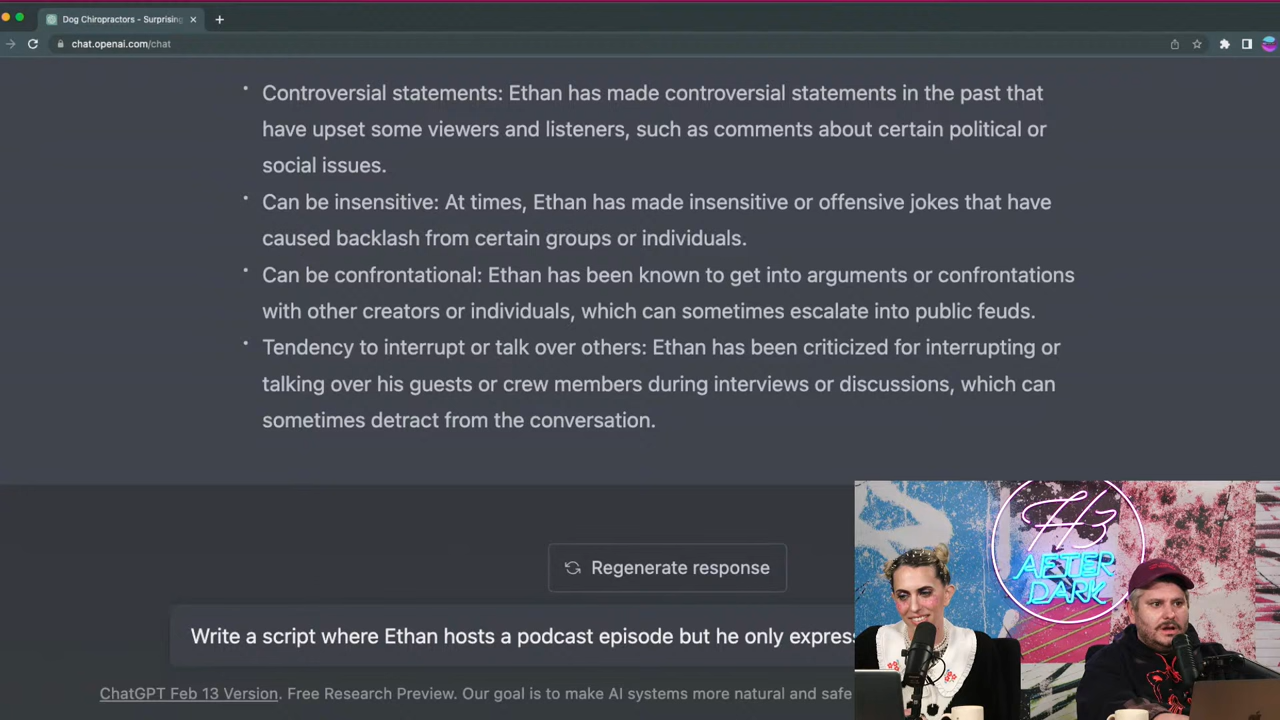 Dog Chiropractors - Surprising
chat.openai.com/chat
Controversial statements: Ethan has made controversial statements in the past that
have upset some viewers and listeners, such as comments about certain political or
social issues.
Can be insensitive: At times, Ethan has made insensitive or offensive jokes that have
caused backlash from certain groups or individuals.
Can be confrontational: Ethan has been known to get into arguments or confrontations
with other creators or individuals, which can sometimes escalate into public feuds.
Tendency to interrupt or talk over others: Ethan has been criticized for interrupting or
talking over his guests or crew members during interviews or discussions, which can
sometimes detract from the conversation.
Regenerate response
Write a script where Ethan hosts a podcast episode but he only express
ChatGPT Feb 13 Version. Free Research Preview. Our goal is to make AI systems more natural and safe
H3
AFTER
DARK